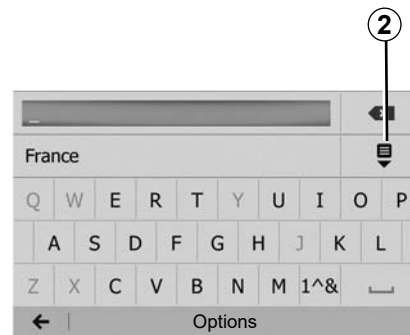 2
_
France
Q W E R T Y U I O P
A S D F G H J K L
Z X C V B N M 1^&
Options